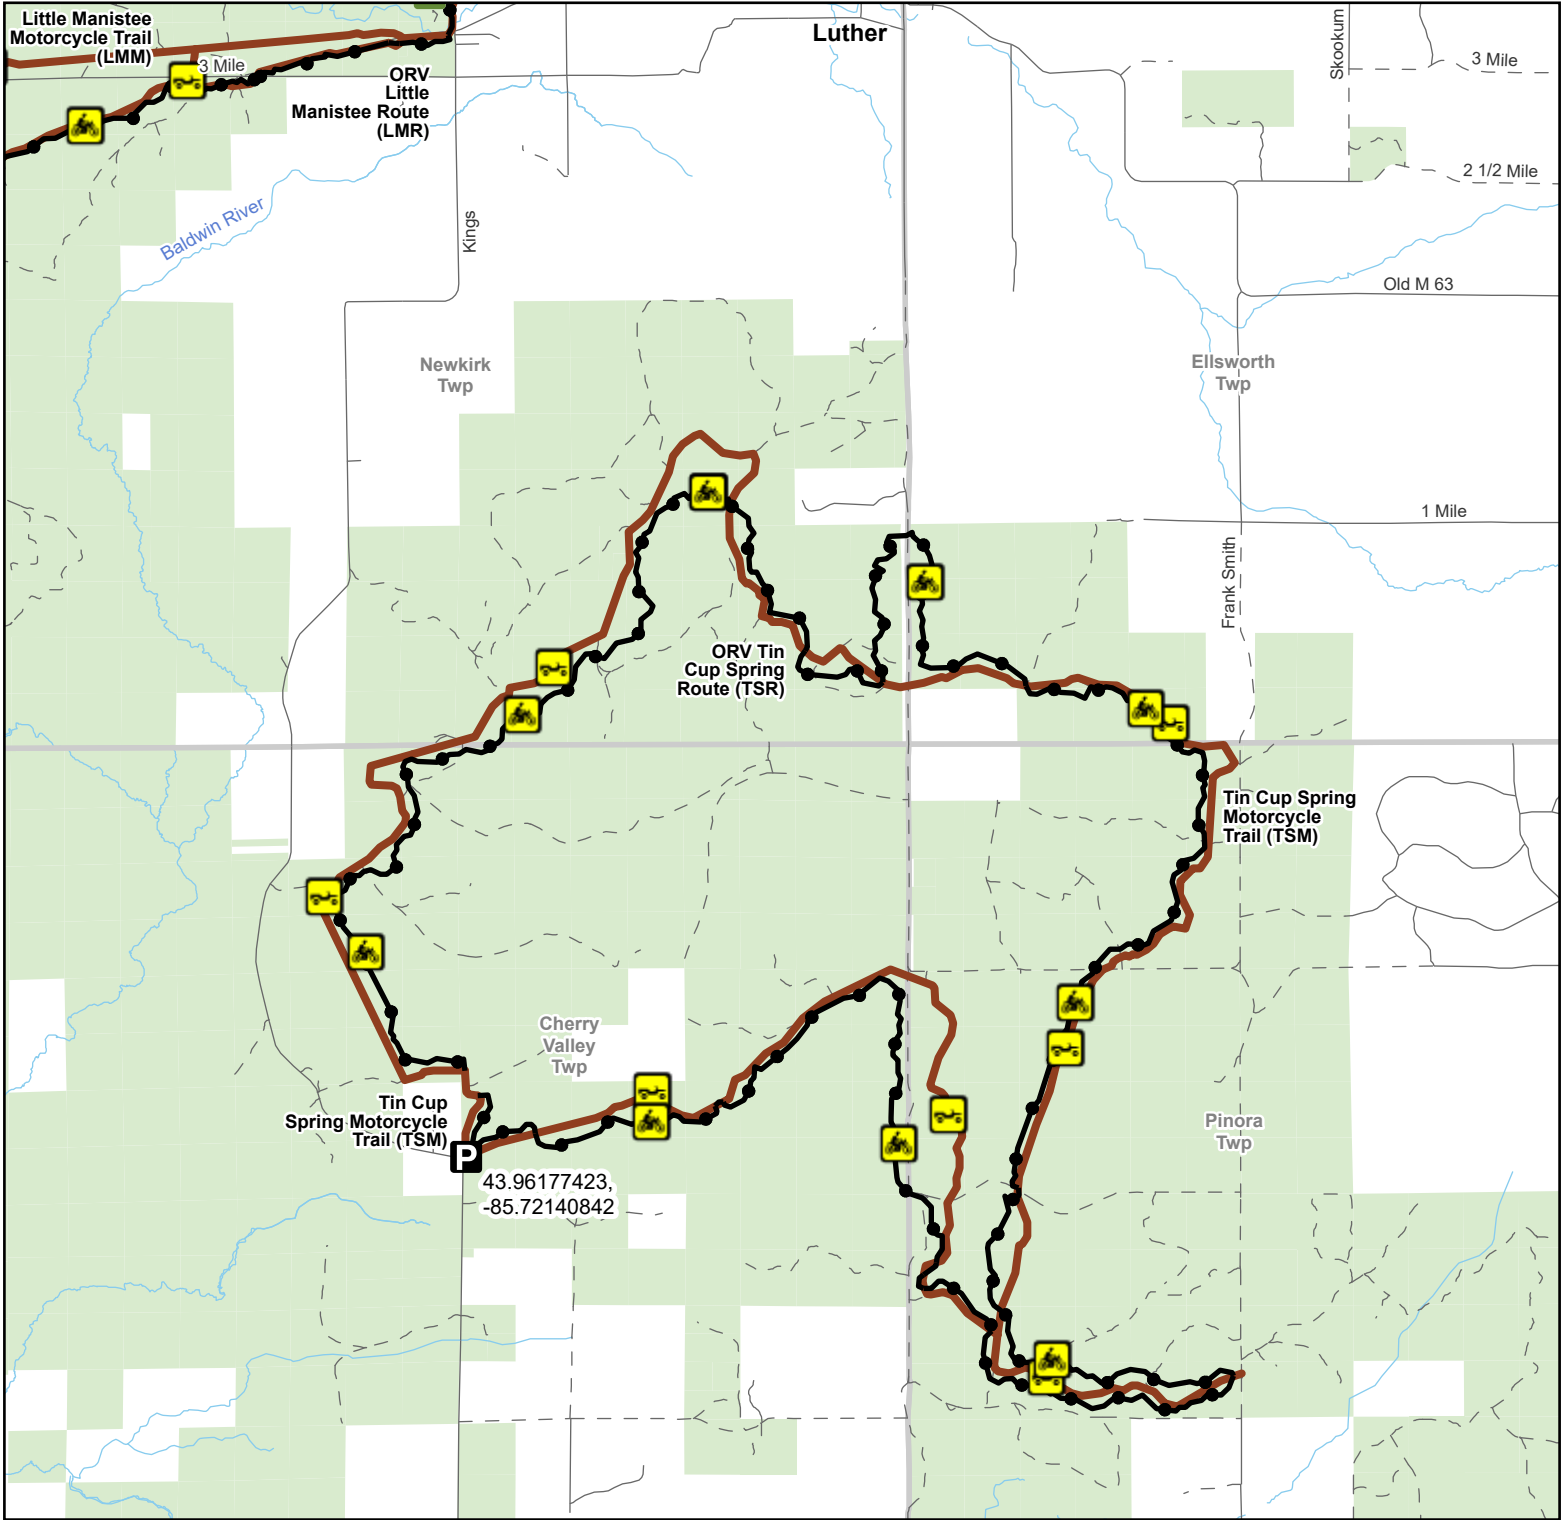 Little Manistee
Motorcycle Trail
(LMM)
3 Mile
ORV
Little
Manistee Route
(LMR)
Luther
Skookum
3 Mile
2 1/2 Mile
Baldwin River
Kings
Old M 63
Newkirk
Twp
Ellsworth
Twp
1 Mile
Frank Smith
ORV Tin
Cup Spring
Route (TSR)
Tin Cup Spring
Motorcycle
Trail (TSM)
Cherry
Valley
Twp
Tin Cup
Spring Motorcycle
Trail (TSM)
P
43.96177423,
-85.72140842
Pinora
Twp